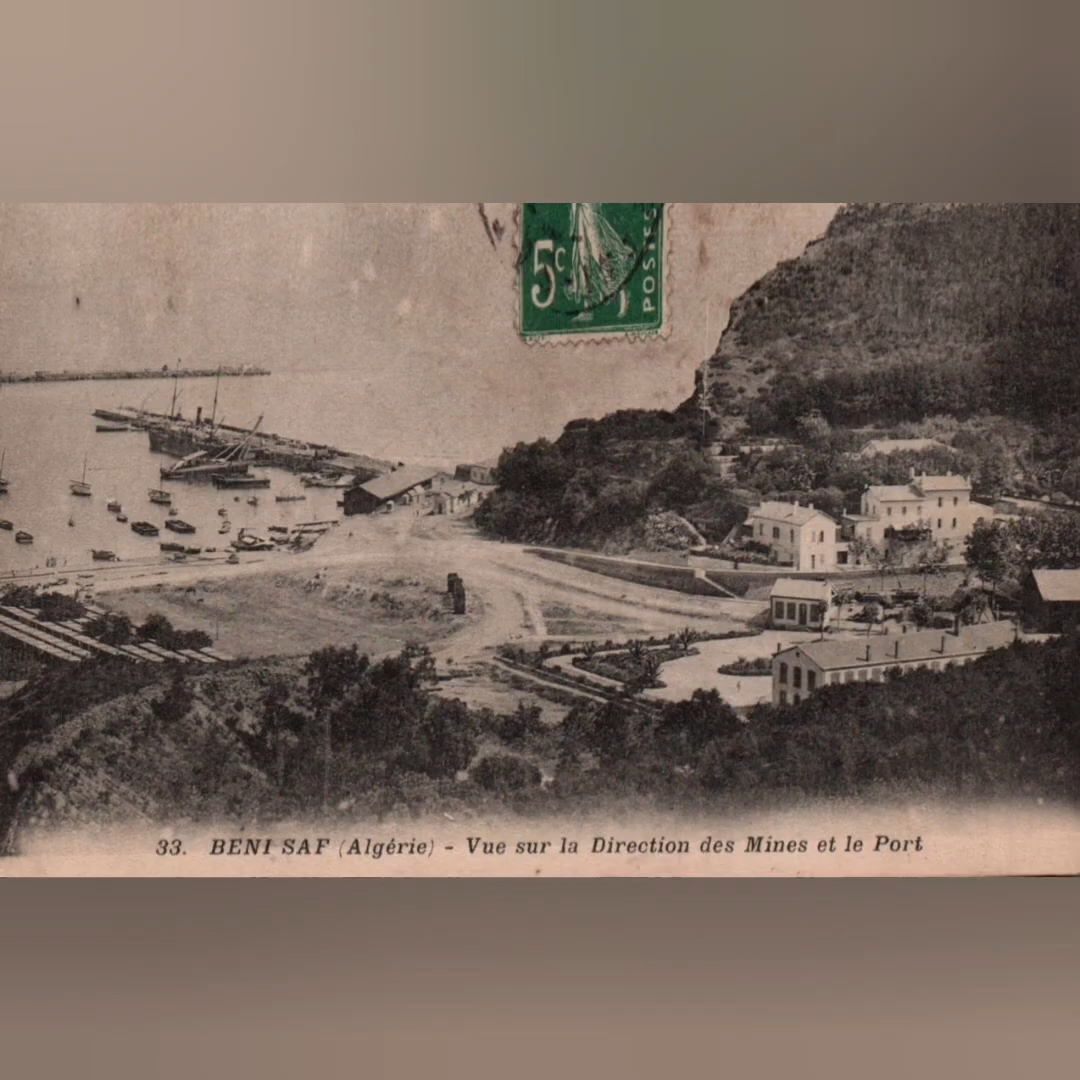 5c
POSTES
33. BENI SAF (Algérie) - Vue sur la Direction des Mines et le Port